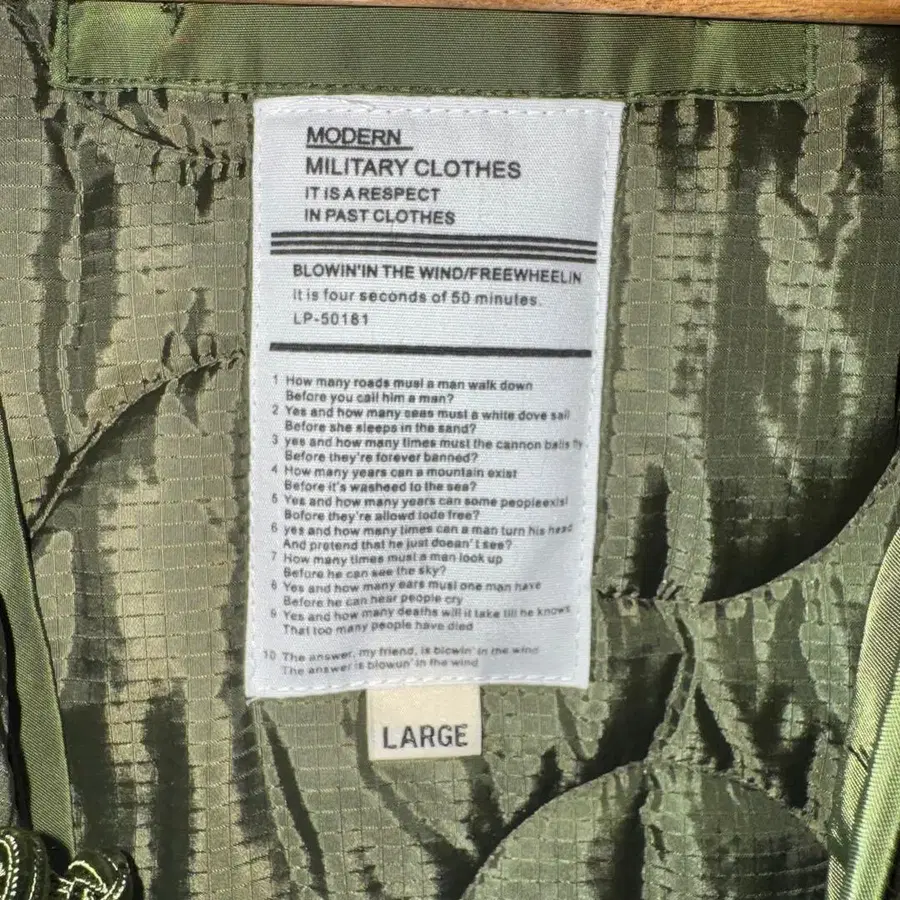 MODERN
MILITARY CLOTHES
IT IS A RESPECT
IN PAST CLOTHES
BLOWIN'IN THE WIND/FREEWHEELIN
It is four seconds of 50 minutes.
LP-50181
1 How many roads must a man walk down
Before you call him a man?
2 Yes and how many seas must a white dove sail
Before she sleeps in the sand?
3 yes and how many times must the cannon balls fly
Before they're forever banned?
4 How many years can a mountain exist
Before it's washeed to the sea?
5 Yes and how many years can some peopleexist
Before they're allowd tode free?
6 yes and how many times can a man turn his head
And pretend that he just doean't see?
7 How many times must a man look up
Before he can see the sky?
8 Yes and how many ears must one man have
Before he can hear people cry
9 Yes and how many deaths will it take till he knows
That too many people have died
10 The answer, my friend, is blowin' in the wind
The answer is blowun' in the wind
LARGE